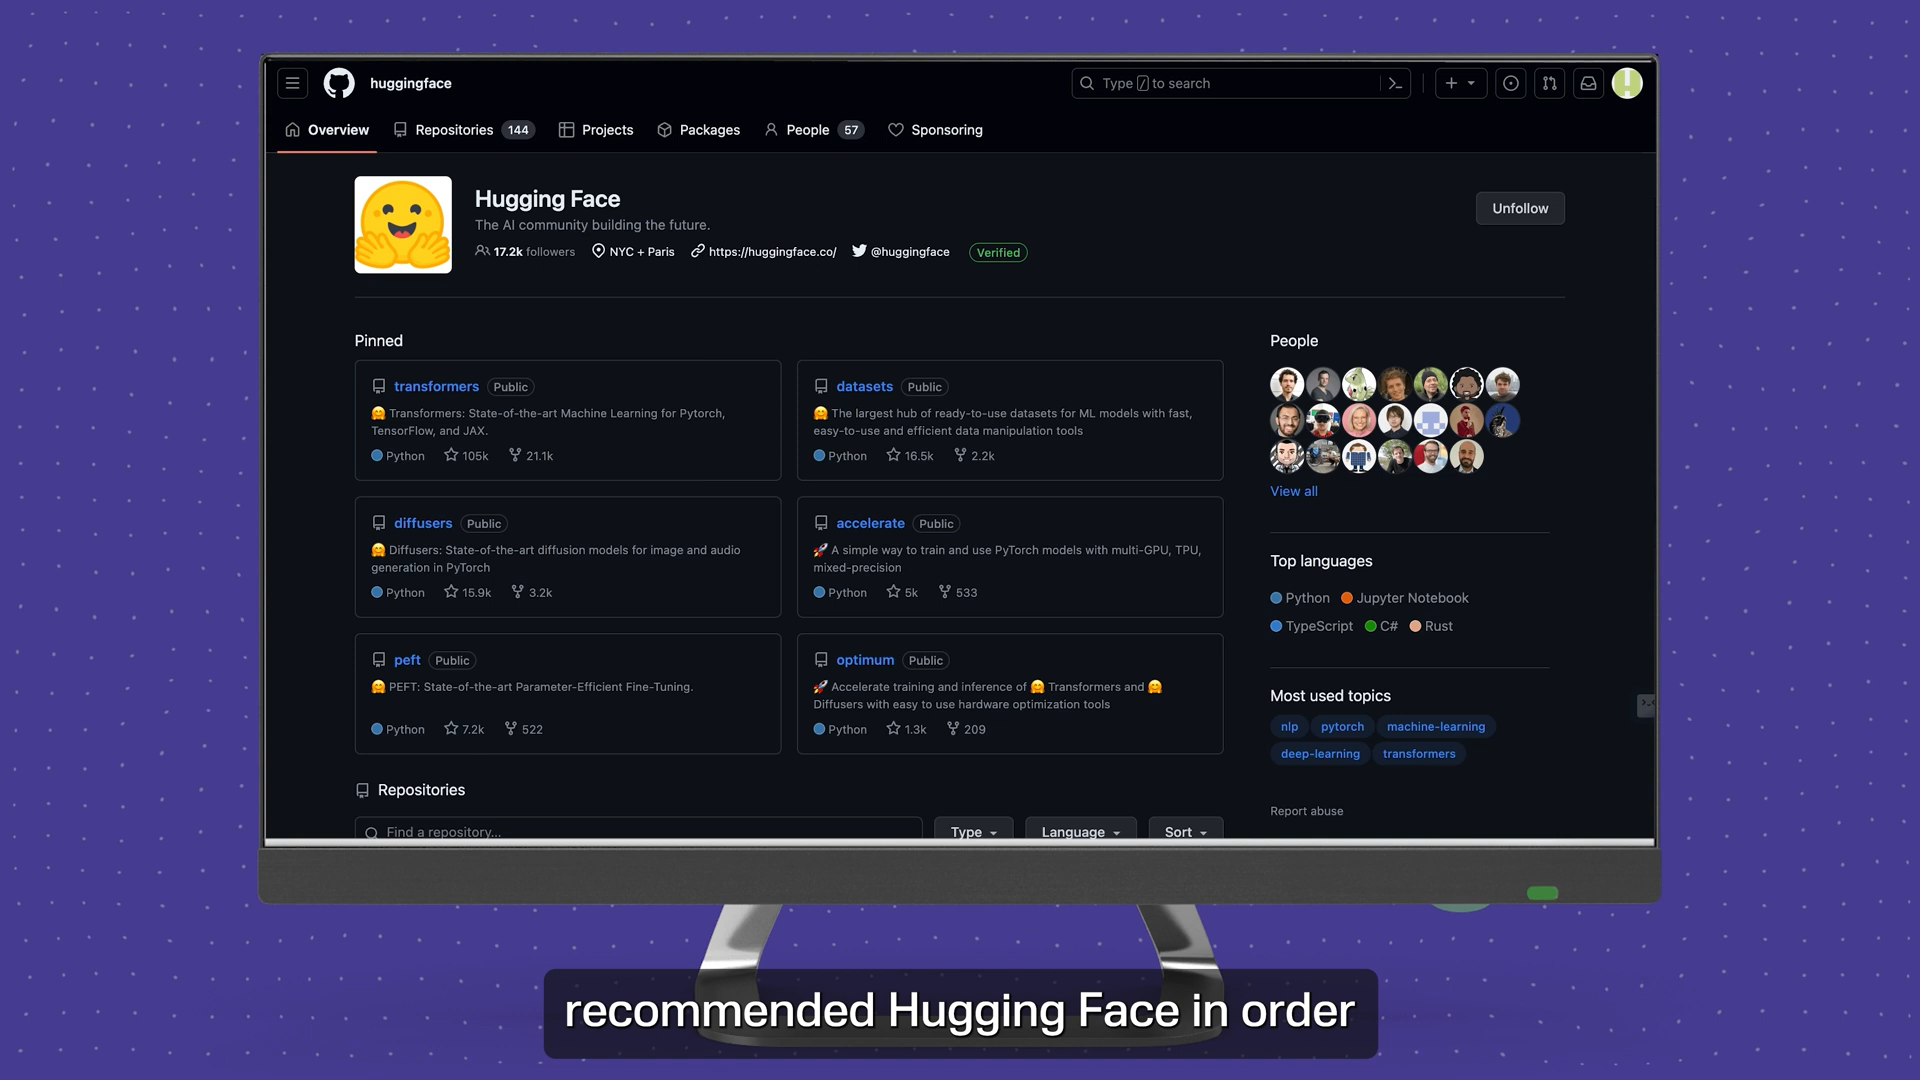 huggingface
Type / to search
Overview Repositories 144 Projects Packages People 57 Sponsoring
Hugging Face
The AI community building the future.
17.2k followers NYC + Paris https://huggingface.co/ @huggingface Verified
Unfollow
Pinned
transformers Public
🤗 Transformers: State-of-the-art Machine Learning for Pytorch,
TensorFlow, and JAX.
Python 105k 21.1k
datasets Public
🤗 The largest hub of ready-to-use datasets for ML models with fast,
easy-to-use and efficient data manipulation tools
Python 16.5k 2.2k
diffusers Public
🤗 Diffusers: State-of-the-art diffusion models for image and audio
generation in PyTorch
Python 15.9k 3.2k
accelerate Public
🚀 A simple way to train and use PyTorch models with multi-GPU, TPU,
mixed-precision
Python 5k 533
peft Public
🤗 PEFT: State-of-the-art Parameter-Efficient Fine-Tuning.
Python 7.2k 522
optimum Public
🚀 Accelerate training and inference of 🤗 Transformers and 🤗
Diffusers with easy to use hardware optimization tools
Python 1.3k 209
Repositories
Find a repository...
Type Language Sort
People
View all
Top languages
Python Jupyter Notebook
TypeScript C# Rust
Most used topics
nlp pytorch machine-learning
deep-learning transformers
Report abuse
recommended Hugging Face in order